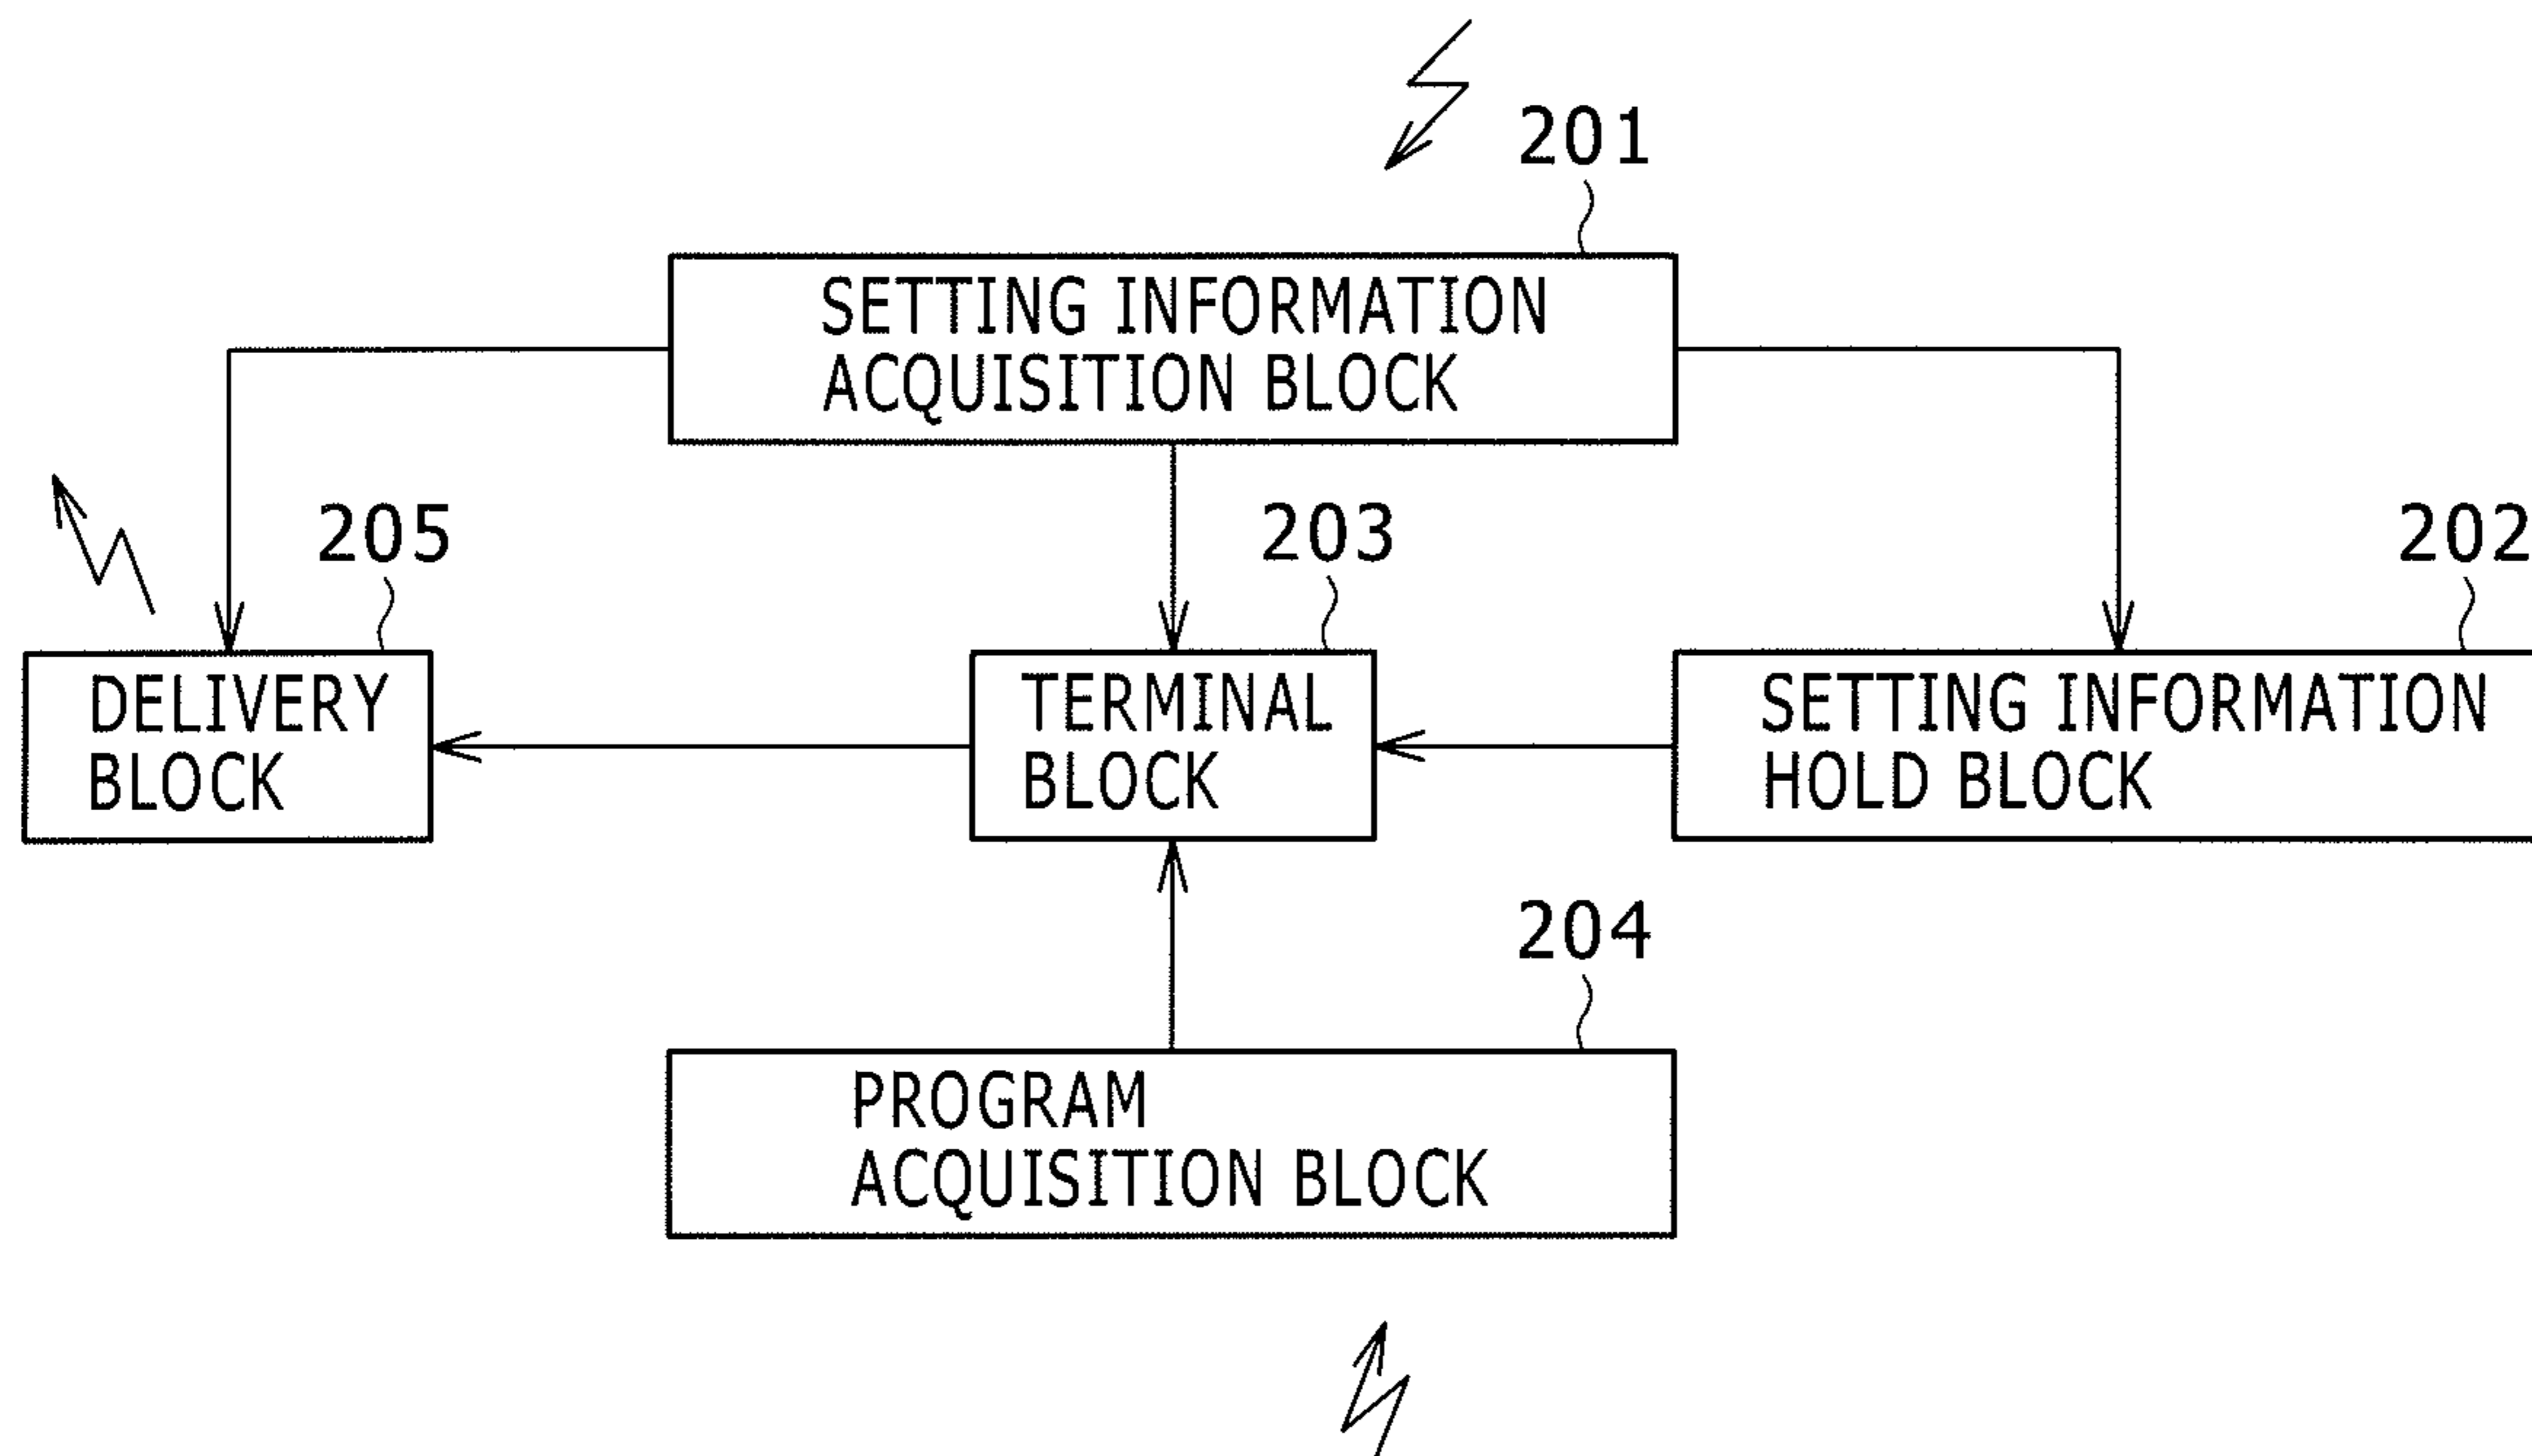 201
SETTING INFORMATION
ACQUISITION BLOCK
205
203
202
DELIVERY
BLOCK
TERMINAL
BLOCK
SETTING INFORMATION
HOLD BLOCK
204
PROGRAM
ACQUISITION BLOCK